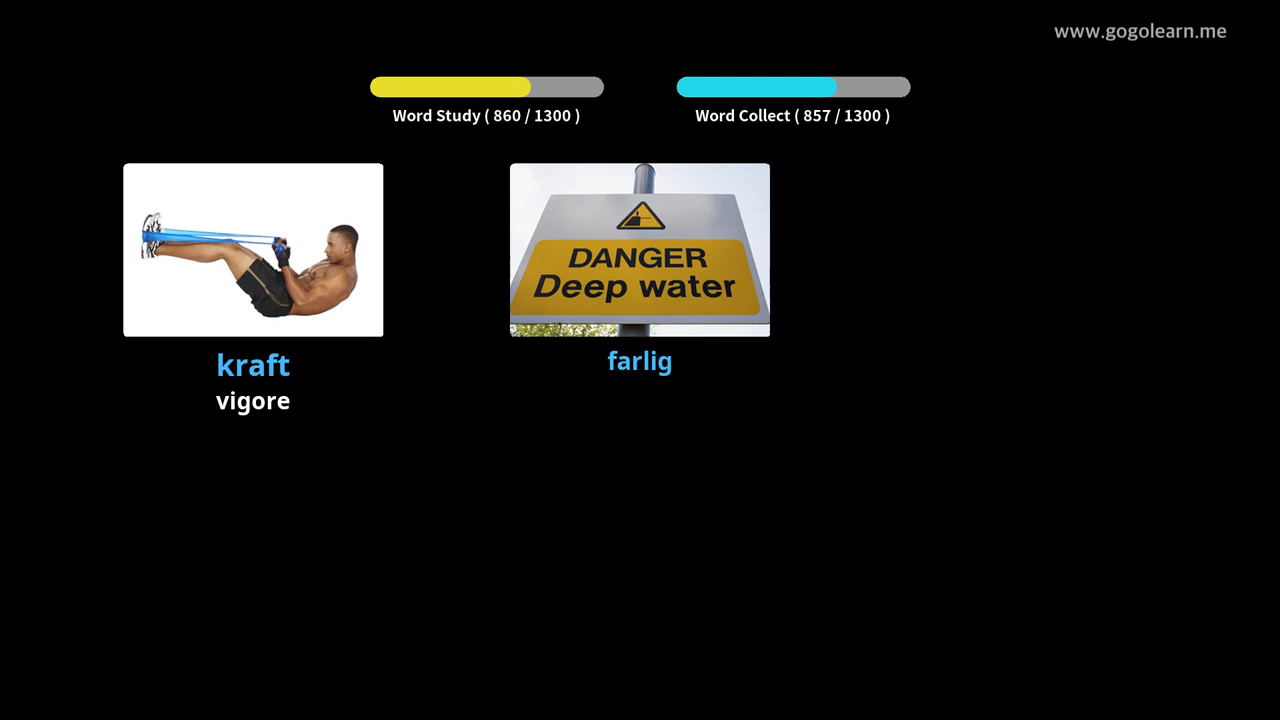 www.gogolearn.me
Word Study ( 860 / 1300 )
Word Collect ( 857 / 1300 )
DANGER
Deep water
kraft
vigore
farlig